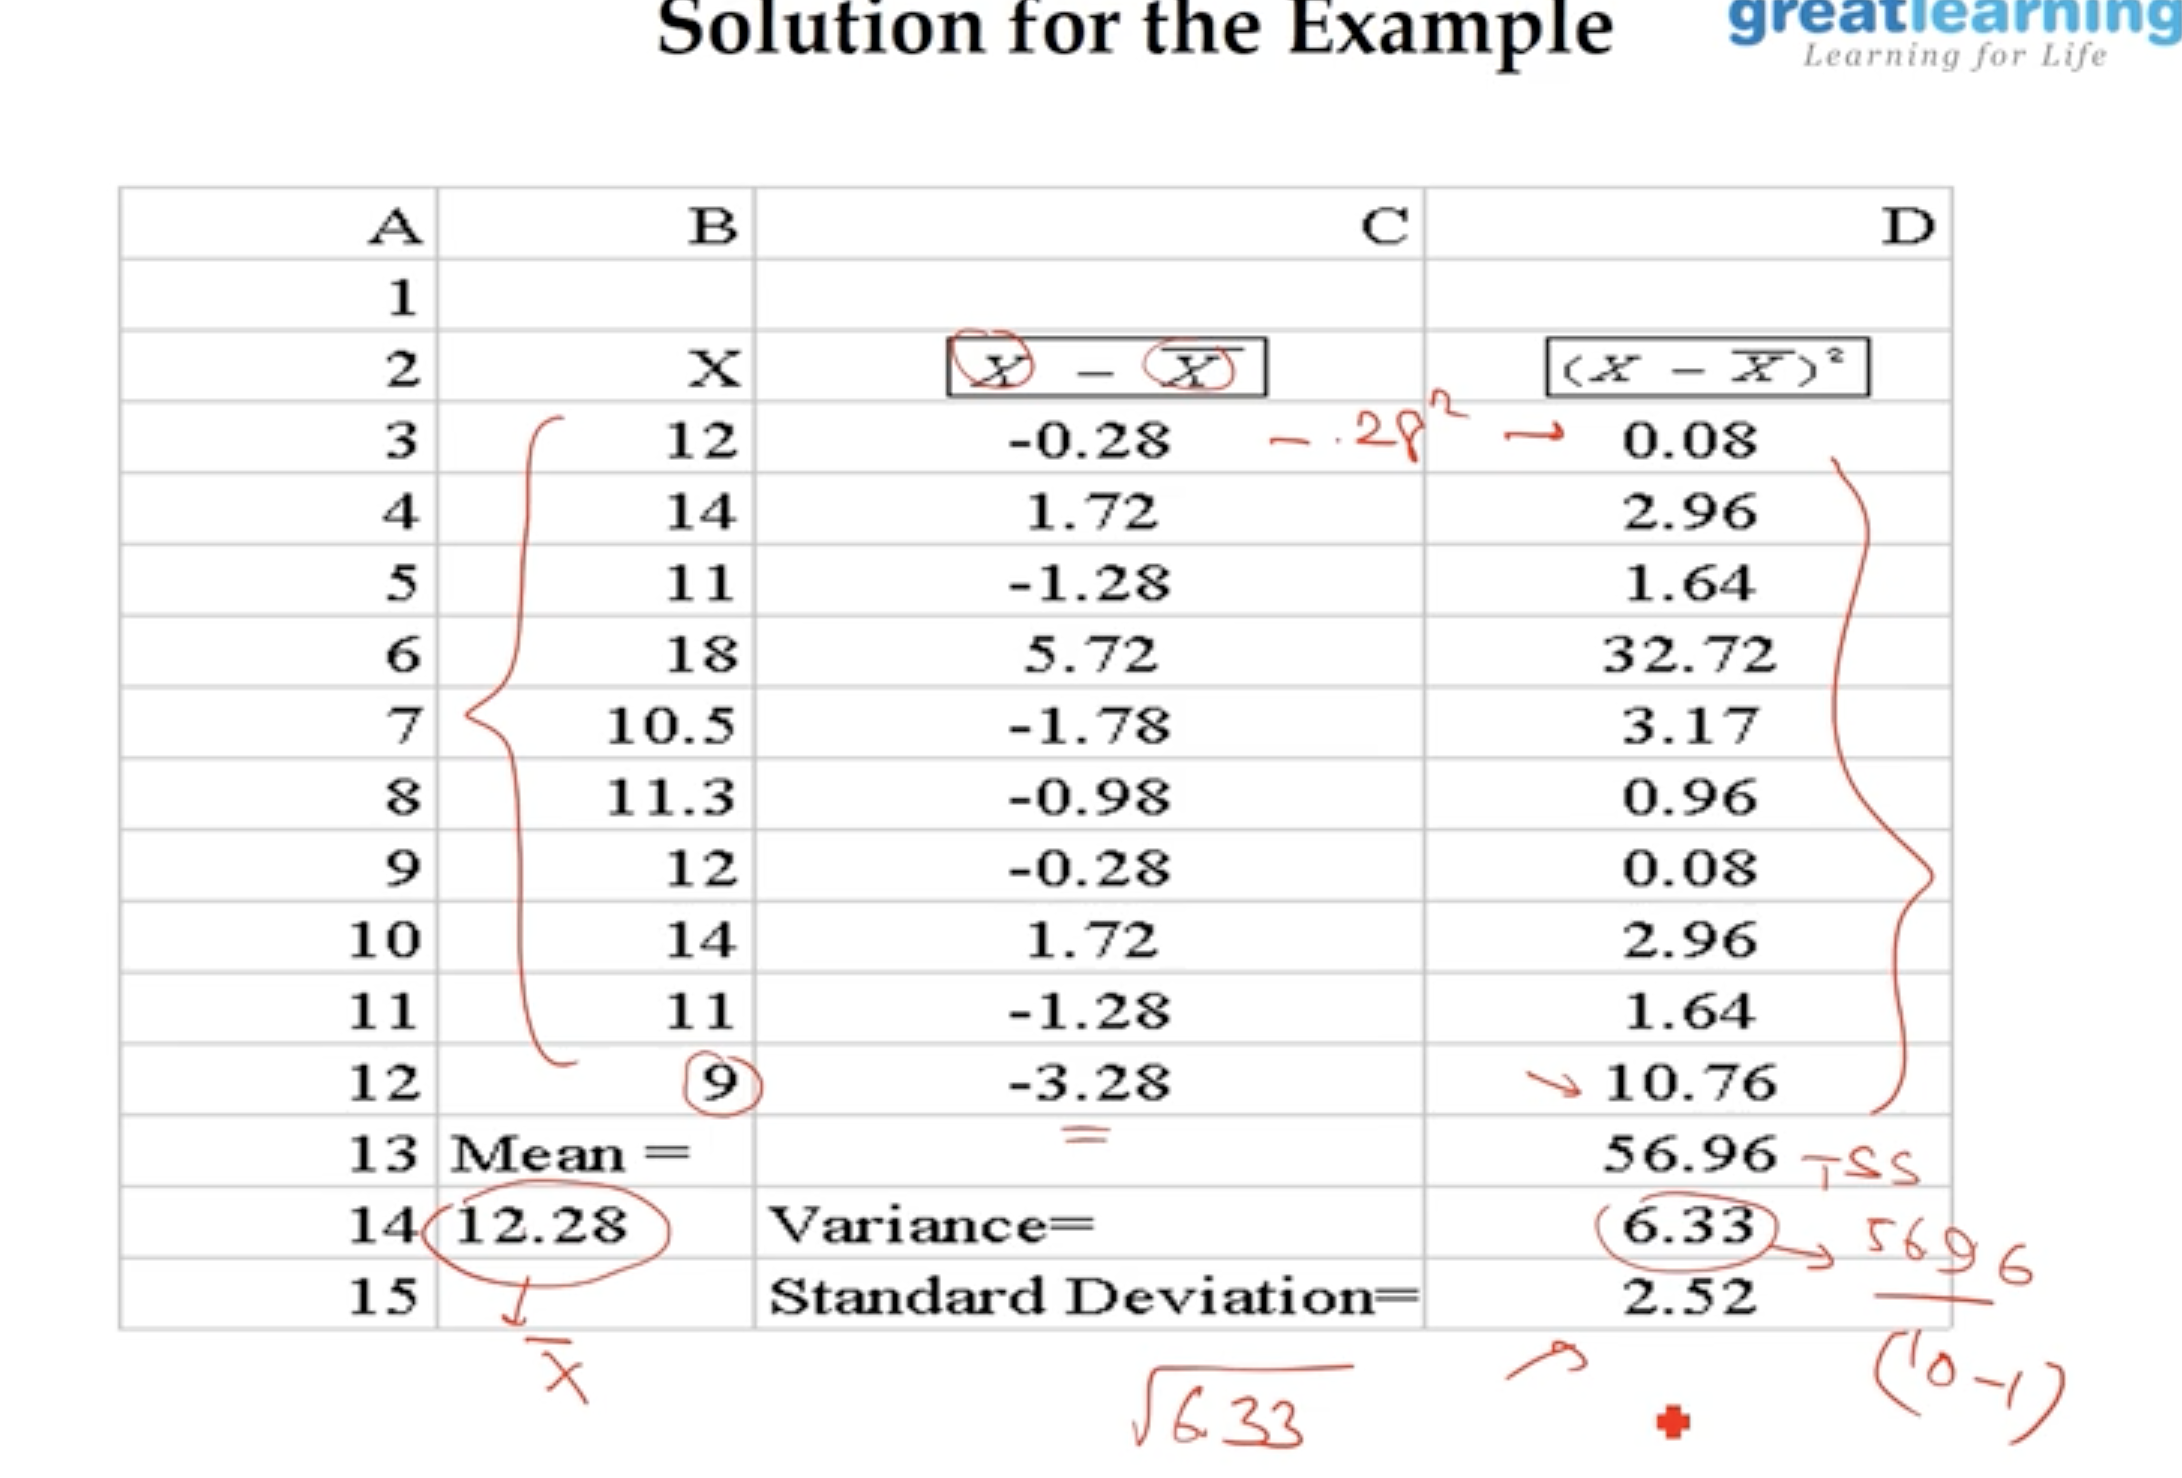 Solution for the Example
greatlearning
Learning for Life
A B C D
1
2 X X - X̅ (X - X̅)²
3 12 -0.28 - .28² → 0.08
4 14 1.72 2.96
5 11 -1.28 1.64
6 18 5.72 32.72
7 10.5 -1.78 3.17
8 11.3 -0.98 0.96
9 12 -0.28 0.08
10 14 1.72 2.96
11 11 -1.28 1.64
12 9 -3.28 10.76
13 Mean = 56.96 TSS
14 12.28 Variance= 6.33 → 5696
15 Standard Deviation= 2.52
(10-1)
X̅
√6.33